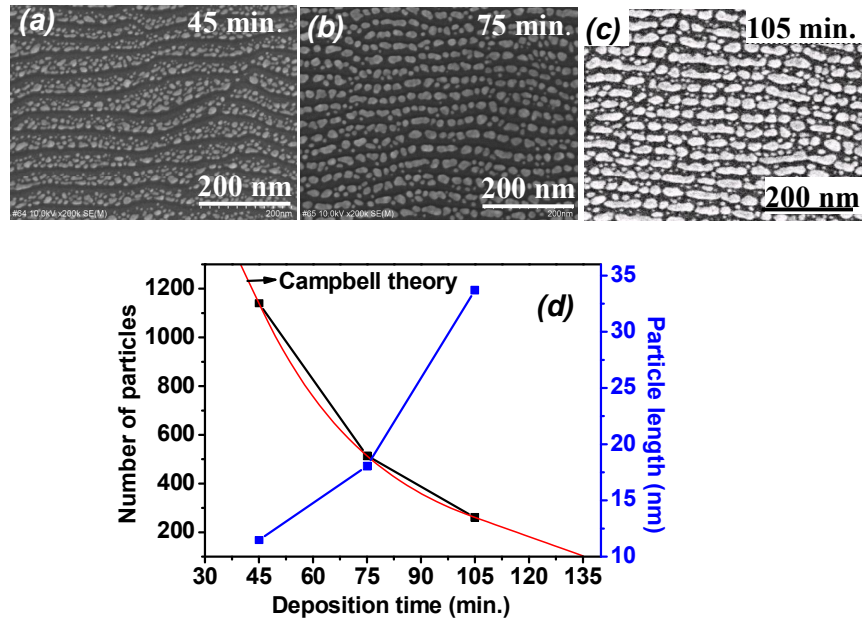 (a) 45 min.
200 nm
#64 10.0kV x200k SE(M) 200nm
(b) 75 min.
200 nm
#65 10.0kV x200k SE(M) 200nm
(c) 105 min.
200 nm
Campbell theory
(d)
Number of particles
1200
1000
800
600
400
200
30 45 60 75 90 105 120 135
Deposition time (min.)
35
30
25
20
15
10
Particle length (nm)